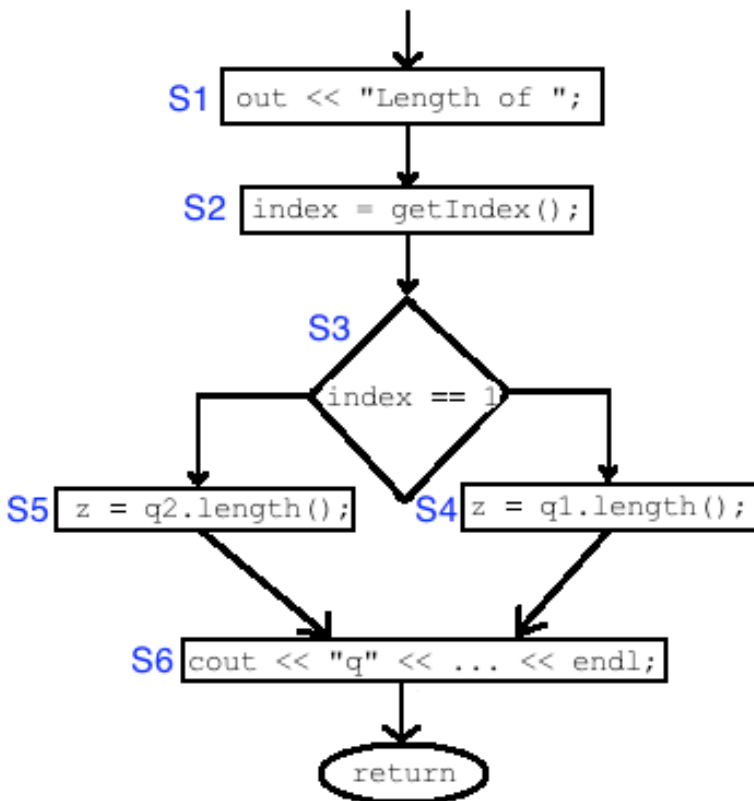 S1 out << "Length of ";
S2 index = getIndex();
S3
index == 1
S5 z = q2.length();
S4 z = q1.length();
S6 cout << "q" << ... << endl;
return